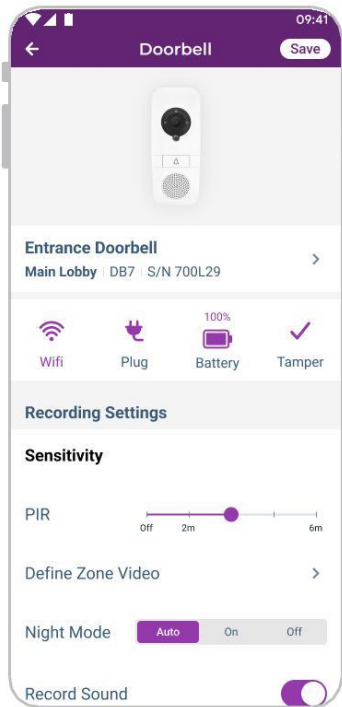 09:41
Doorbell
Save
Entrance Doorbell
Main Lobby | DB7 | S/N 700L29
100%
Wifi Plug Battery Tamper
Recording Settings
Sensitivity
PIR
Off 2m 6m
Define Zone Video
Night Mode Auto On Off
Record Sound